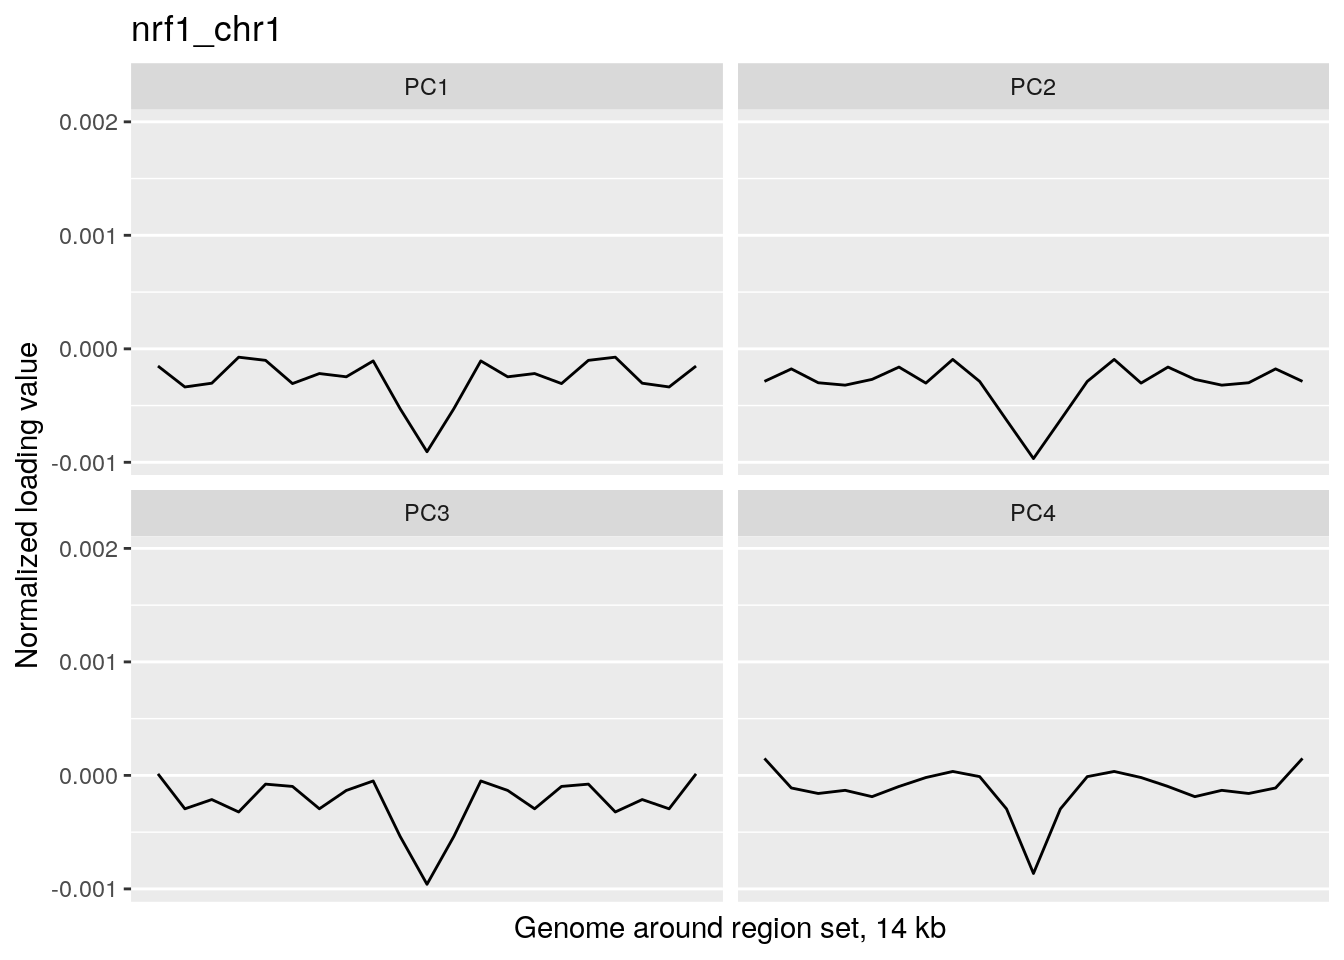 nrf1_chr1
PC1
PC2
0.002
0.001
0.000
-0.001
PC3
PC4
0.002
0.001
0.000
-0.001
Normalized loading value
Genome around region set, 14 kb